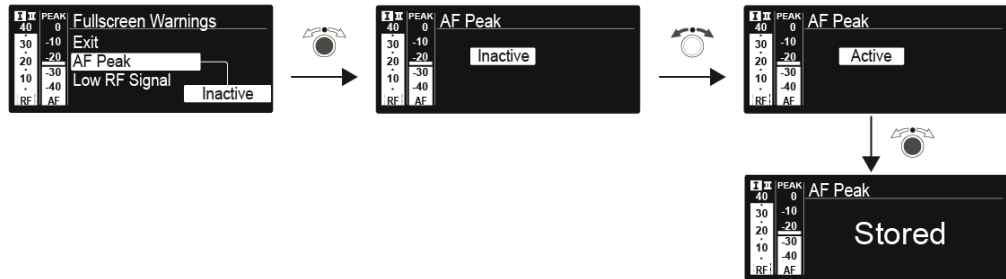 I II PEAK Fullscreen Warnings
40 0
30 -10 Exit
20 -20 AF Peak
10 -30 Low RF Signal
-40 Inactive
RF AF
I II PEAK AF Peak
40 0
30 -10
20 -20 Inactive
10 -30
-40
RF AF
I II PEAK AF Peak
40 0
30 -10
20 -20 Active
10 -30
-40
RF AF
I II PEAK AF Peak
40 0
30 -10
20 -20 Stored
10 -30
-40
RF AF